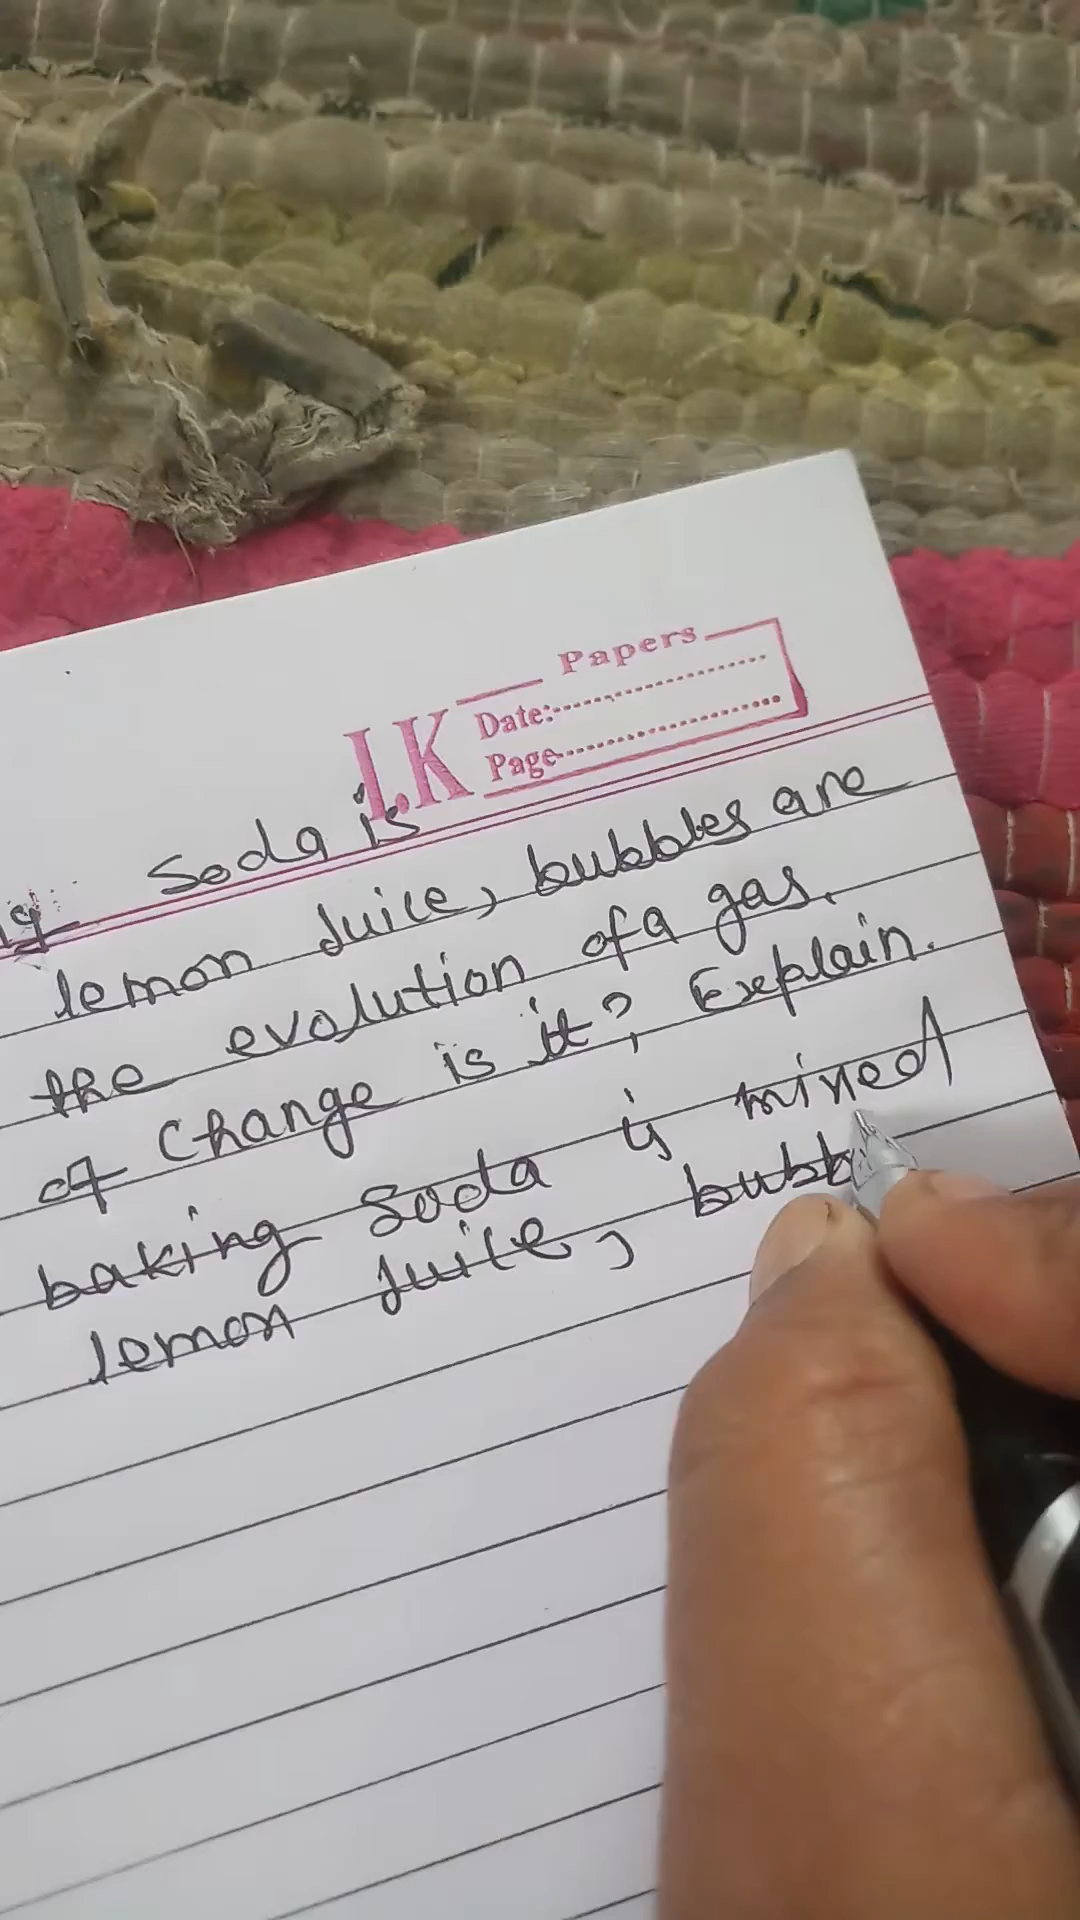 I.K Papers
Date:
Page
Soda is
lemon Juice, bubbles are
the evolution of a gas.
of Change is it? Explain.
baking Soda is mixed
lemon Juice, bubb